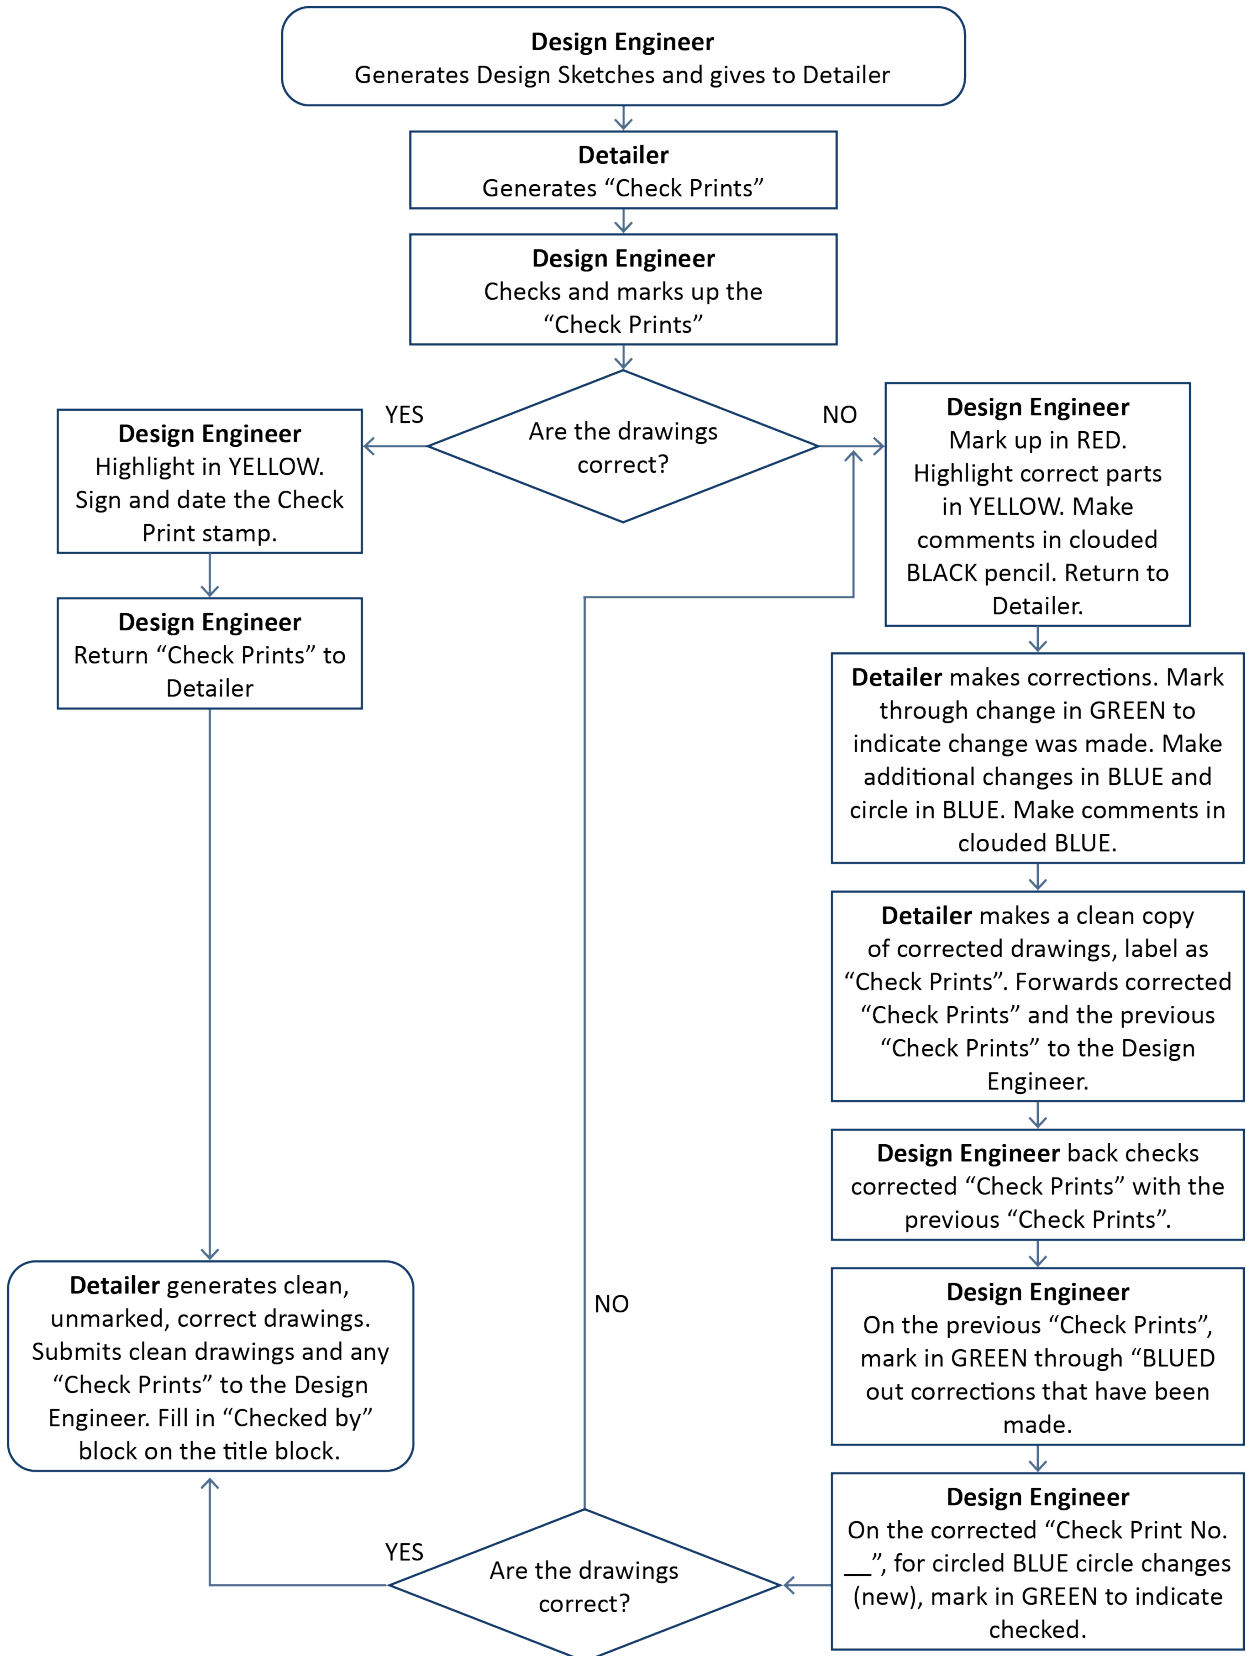 Design Engineer
Generates Design Sketches and gives to Detailer
Detailer
Generates “Check Prints”
Design Engineer
Checks and marks up the
“Check Prints”
Are the drawings
correct?
YES
NO
Design Engineer
Highlight in YELLOW.
Sign and date the Check
Print stamp.
Design Engineer
Return “Check Prints” to
Detailer
Design Engineer
Mark up in RED.
Highlight correct parts
in YELLOW. Make
comments in clouded
BLACK pencil. Return to
Detailer.
Detailer makes corrections. Mark
through change in GREEN to
indicate change was made. Make
additional changes in BLUE and
circle in BLUE. Make comments in
clouded BLUE.
Detailer makes a clean copy
of corrected drawings, label as
“Check Prints”. Forwards corrected
“Check Prints” and the previous
“Check Prints” to the Design
Engineer.
Design Engineer back checks
corrected “Check Prints” with the
previous “Check Prints”.
Design Engineer
On the previous “Check Prints”,
mark in GREEN through “BLUED
out corrections that have been
made.
Design Engineer
On the corrected “Check Print No.
__”, for circled BLUE circle changes
(new), mark in GREEN to indicate
checked.
Are the drawings
correct?
NO
YES
Detailer generates clean,
unmarked, correct drawings.
Submits clean drawings and any
“Check Prints” to the Design
Engineer. Fill in “Checked by”
block on the title block.